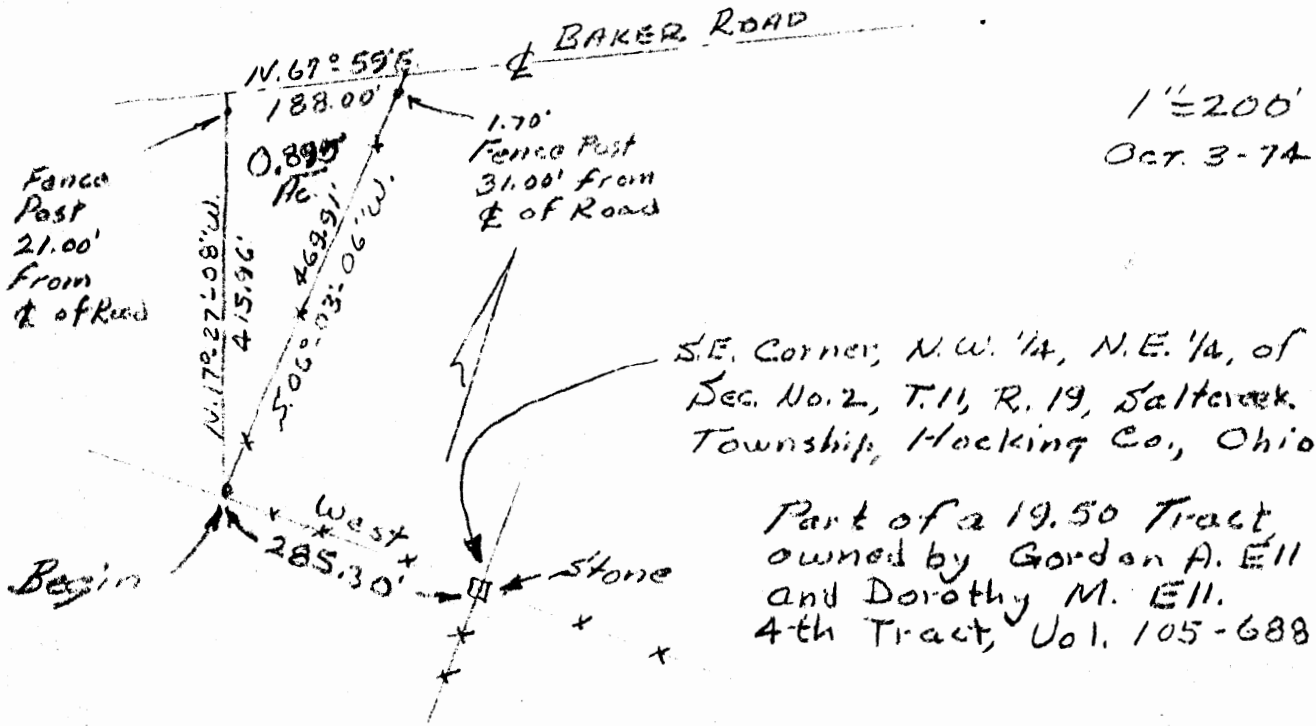 ℄ BAKER ROAD
N. 67° 55' E.
188.00'
0.895
Ac.
1"=200'
Oct. 3-74
Fence
Post
21.00'
From
℄ of Road
1.70'
Fence Post
31.00' from
℄ of Road
N. 17°-27'-08"W.
415.96'
469.91'
S.06°-03'-06"W.
S.E. Corner, N.W. 1/4, N.E. 1/4, of
Sec. No. 2, T.11, R. 19, Saltcreek
Township, Hocking Co., Ohio
West
285.30'
Begin
Stone
Part of a 19.50 Tract
owned by Gordon A. Ell
and Dorothy M. Ell.
4th Tract, Vol. 105-688